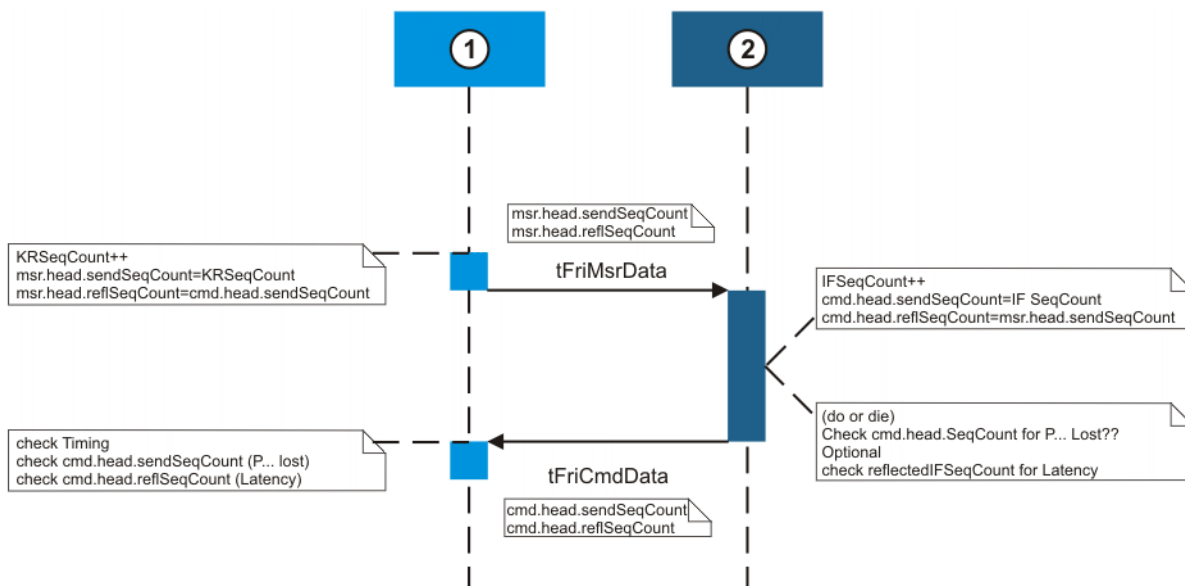 1
2
msr.head.sendSeqCount
msr.head.reflSeqCount
KRSeqCount++
msr.head.sendSeqCount=KRSeqCount
msr.head.reflSeqCount=cmd.head.sendSeqCount
tFriMsrData
IFSeqCount++
cmd.head.sendSeqCount=IF SeqCount
cmd.head.reflSeqCount=msr.head.sendSeqCount
(do or die)
Check cmd.head.SeqCount for P... Lost??
Optional
check reflectedIFSeqCount for Latency
check Timing
check cmd.head.sendSeqCount (P... lost)
check cmd.head.reflSeqCount (Latency)
tFriCmdData
cmd.head.sendSeqCount
cmd.head.reflSeqCount